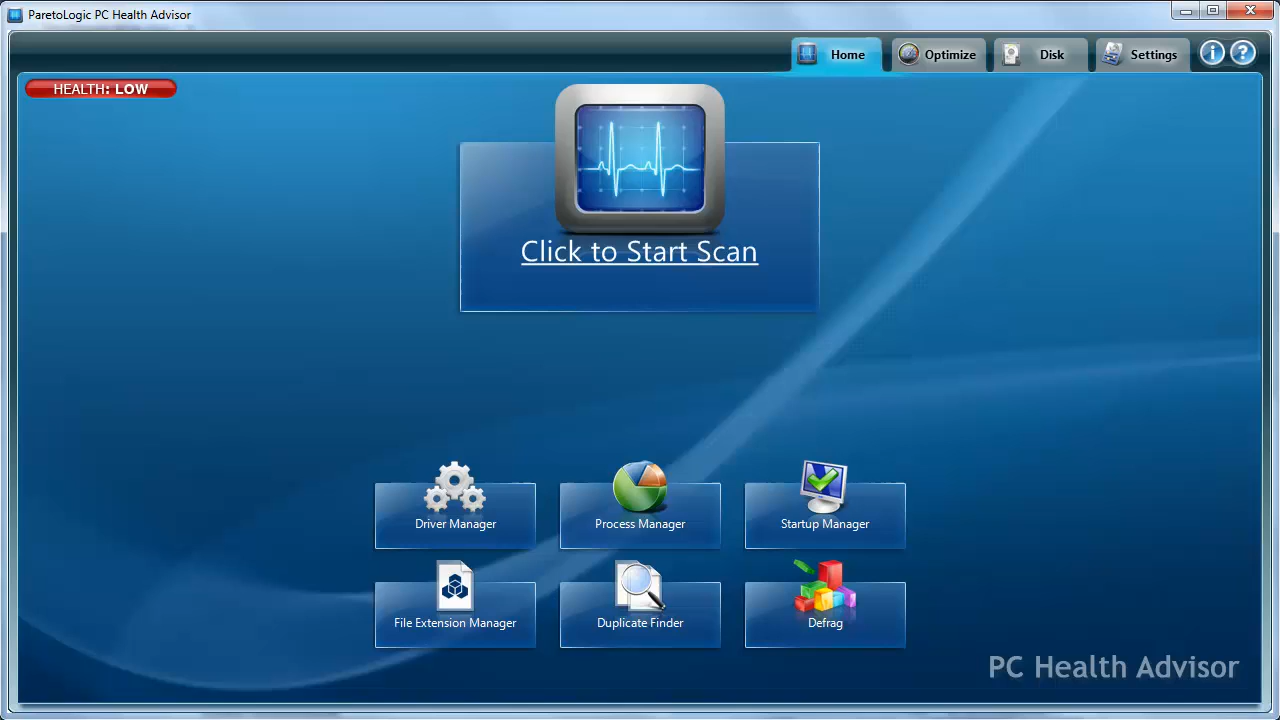 ParetoLogic PC Health Advisor
Home
Optimize
Disk
Settings
HEALTH: LOW
Click to Start Scan
Driver Manager
Process Manager
Startup Manager
File Extension Manager
Duplicate Finder
Defrag
PC Health Advisor